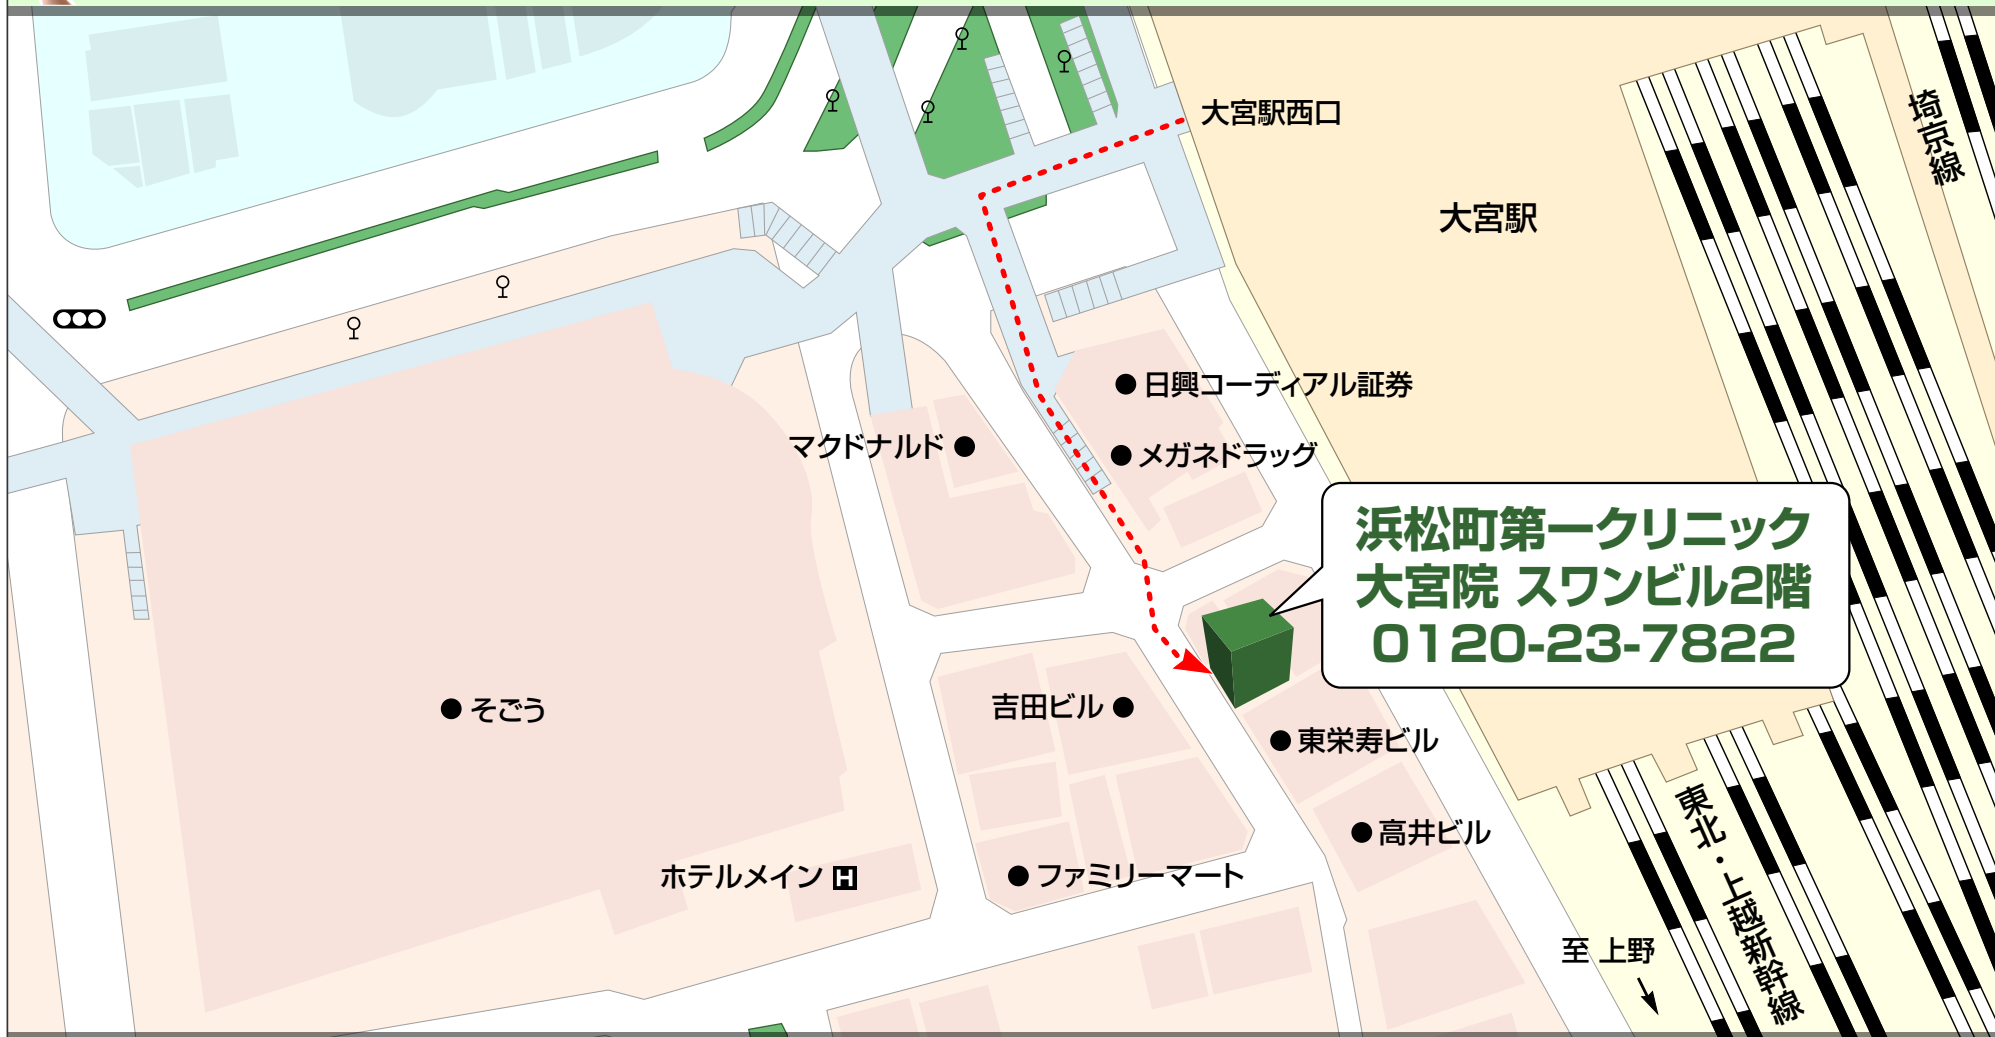 大宮駅西口
埼京線
大宮駅
日興コーディアル証券
マクドナルド
メガネドラッグ
浜松町第一クリニック
大宮院 スワンビル2階
0120-23-7822
そごう
吉田ビル
東栄寿ビル
高井ビル
ホテルメイン H
ファミリーマート
東北・上越新幹線
至 上野